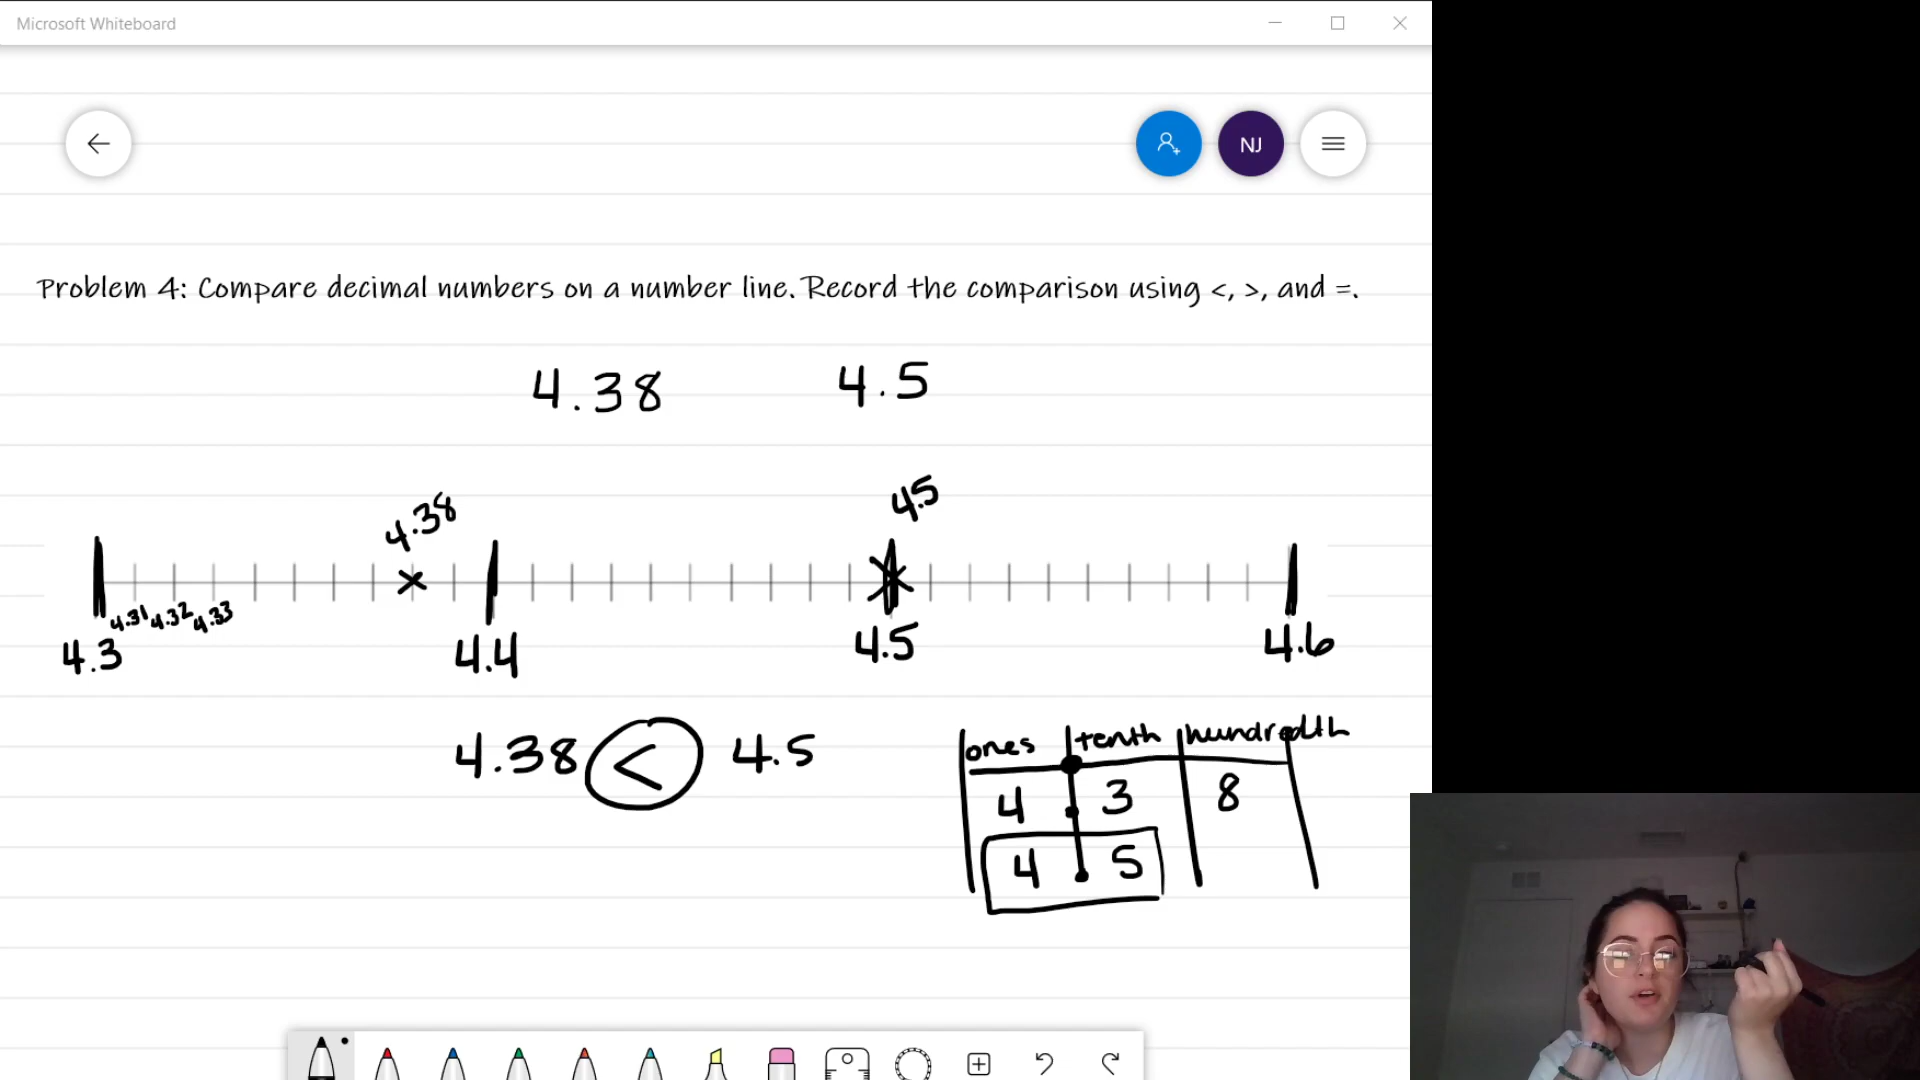 Microsoft Whiteboard
NJ
Problem 4: Compare decimal numbers on a number line. Record the comparison using <, >, and =.
4.38 4.5
4.38 4.5
4.31 4.32 4.33
4.3 4.4 4.5 4.6
4.38 < 4.5
ones tenth hundredth
4 . 3 8
4 . 5